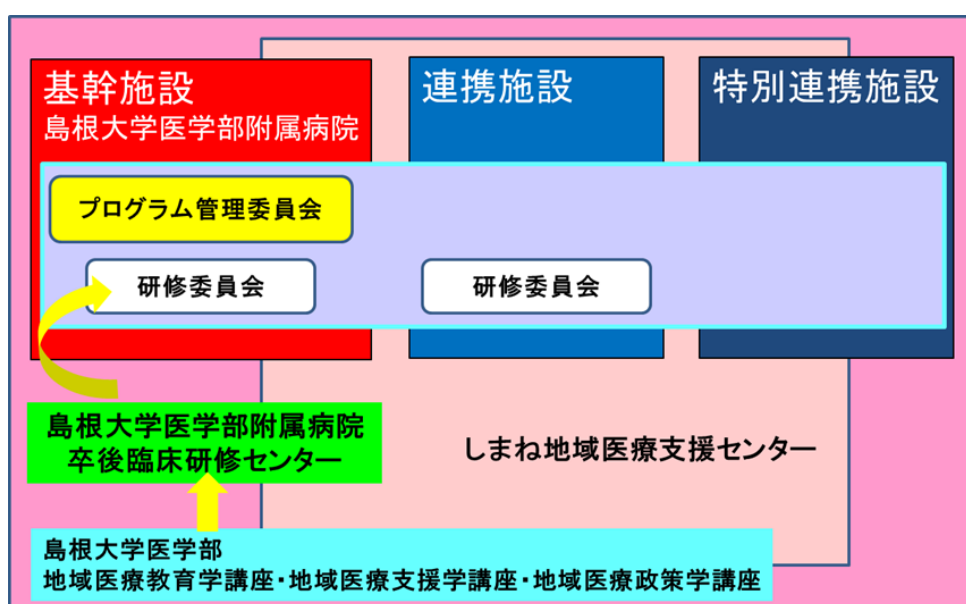 基幹施設
島根大学医学部附属病院
連携施設
特別連携施設
プログラム管理委員会
研修委員会
研修委員会
島根大学医学部附属病院
卒後臨床研修センター
しまね地域医療支援センター
島根大学医学部
地域医療教育学講座・地域医療支援学講座・地域医療政策学講座